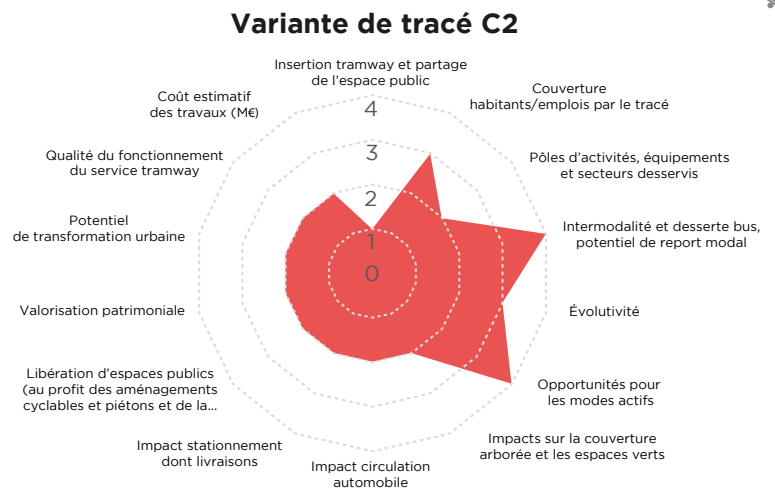 Variante de tracé C2
Insertion tramway et partage
de l'espace public
Couverture
habitants/emplois par le tracé
Pôles d'activités, équipements
et secteurs desservis
Intermodalité et desserte bus,
potentiel de report modal
Évolutivité
Opportunités pour
les modes actifs
Impacts sur la couverture
arborée et les espaces verts
Impact circulation
automobile
Impact stationnement
dont livraisons
Libération d'espaces publics
(au profit des aménagements
cyclables et piétons et de la...
Valorisation patrimoniale
Potentiel
de transformation urbaine
Qualité du fonctionnement
du service tramway
Coût estimatif
des travaux (M€)
4
3
2
1
0